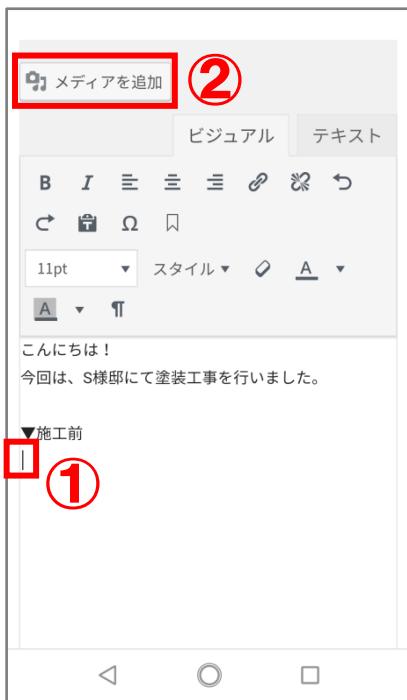 メディアを追加
②
ビジュアル
テキスト
B I
Ω
11pt
スタイル
A
A ¶
こんにちは！
今回は、S様邸にて塗装工事を行いました。
▼施工前
①